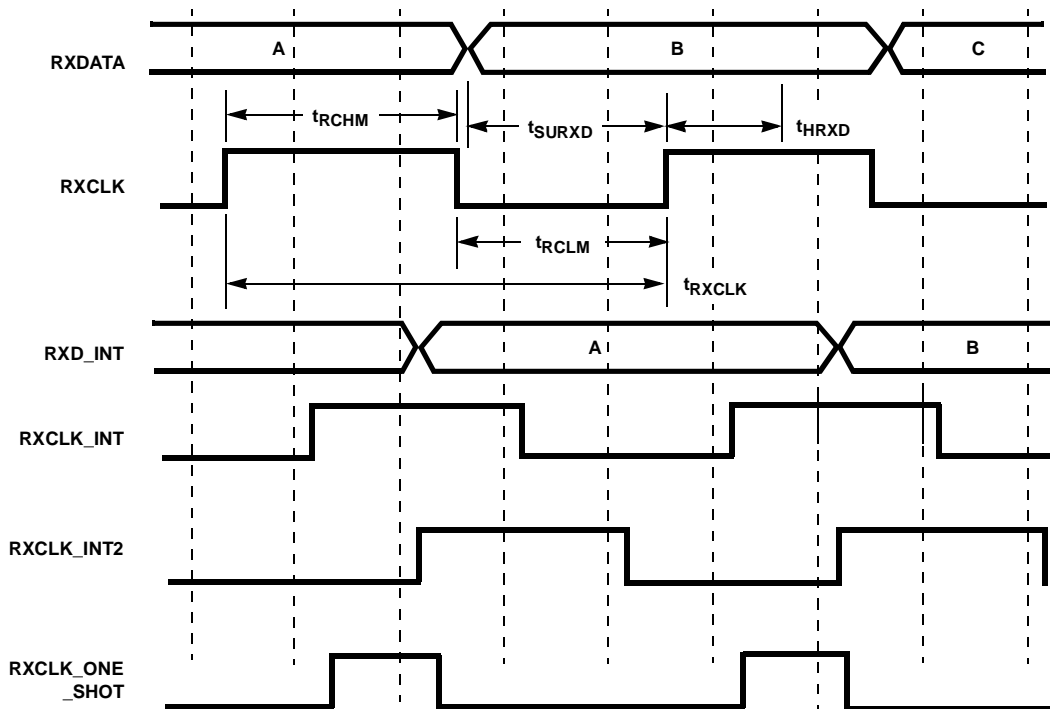 RXDATA
A
B
C
tRCHM
tSURXD
tHRXD
RXCLK
tRCLM
tRXCLK
RXD_INT
A
B
RXCLK_INT
RXCLK_INT2
RXCLK_ONE
_SHOT